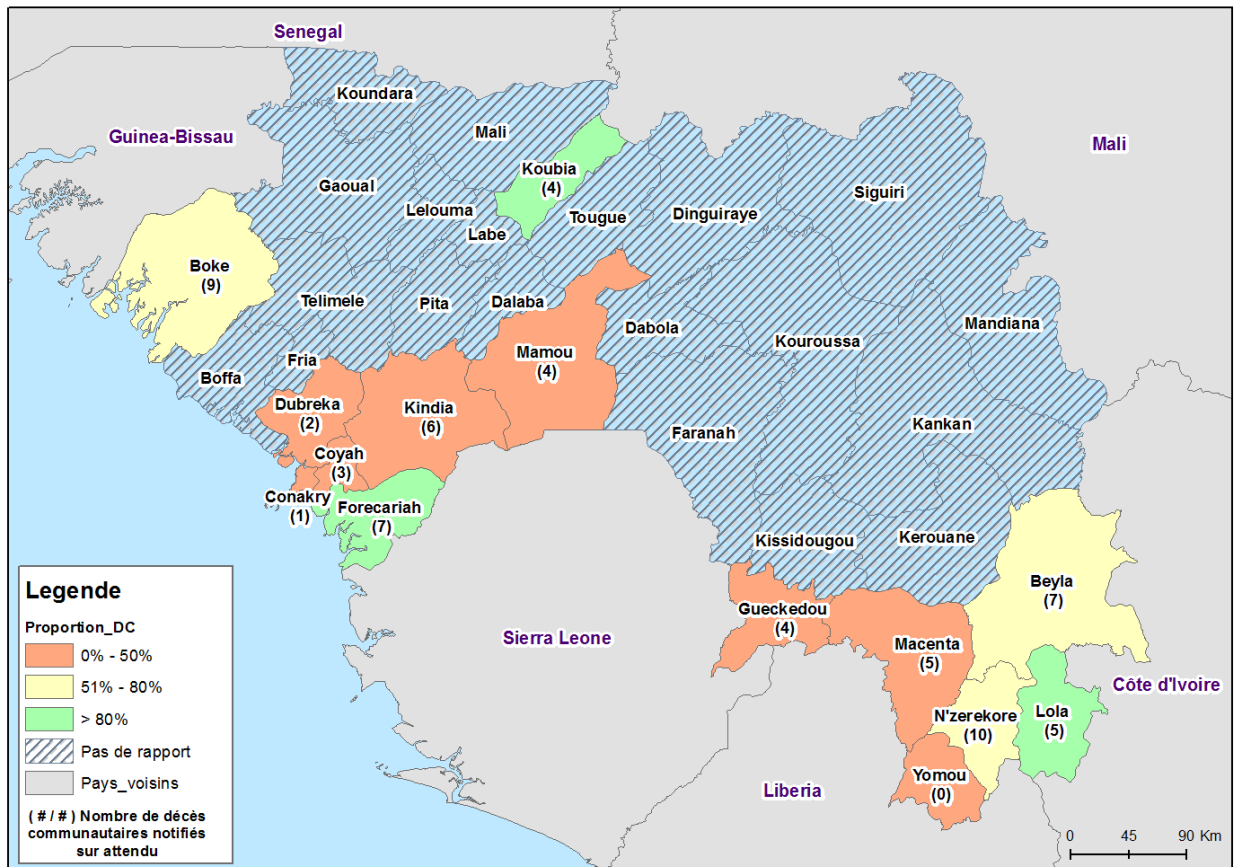 Senegal
Koundara
Guinea-Bissau
Mali
Mali
Koubia
(4)
Gaoual
Siguiri
Lelouma
Tougue
Dinguiraye
Labe
Boke
(9)
Telimele
Pita
Dalaba
Mandiana
Dabola
Kouroussa
Fria
Mamou
(4)
Boffa
Dubreka
(2)
Kindia
(6)
Kankan
Faranah
Coyah
(3)
Conakry
(1)
Forecariah
(7)
Kissidougou
Kerouane
Beyla
(7)
Gueckedou
(4)
Sierra Leone
Macenta
(5)
Côte d'Ivoire
N'zerekore
(10)
Lola
(5)
Yomou
(0)
Liberia
Legende
Proportion_DC
0% - 50%
51% - 80%
> 80%
Pas de rapport
Pays_voisins
( # / # ) Nombre de décès
communautaires notifiés
sur attendu
0 45 90 Km